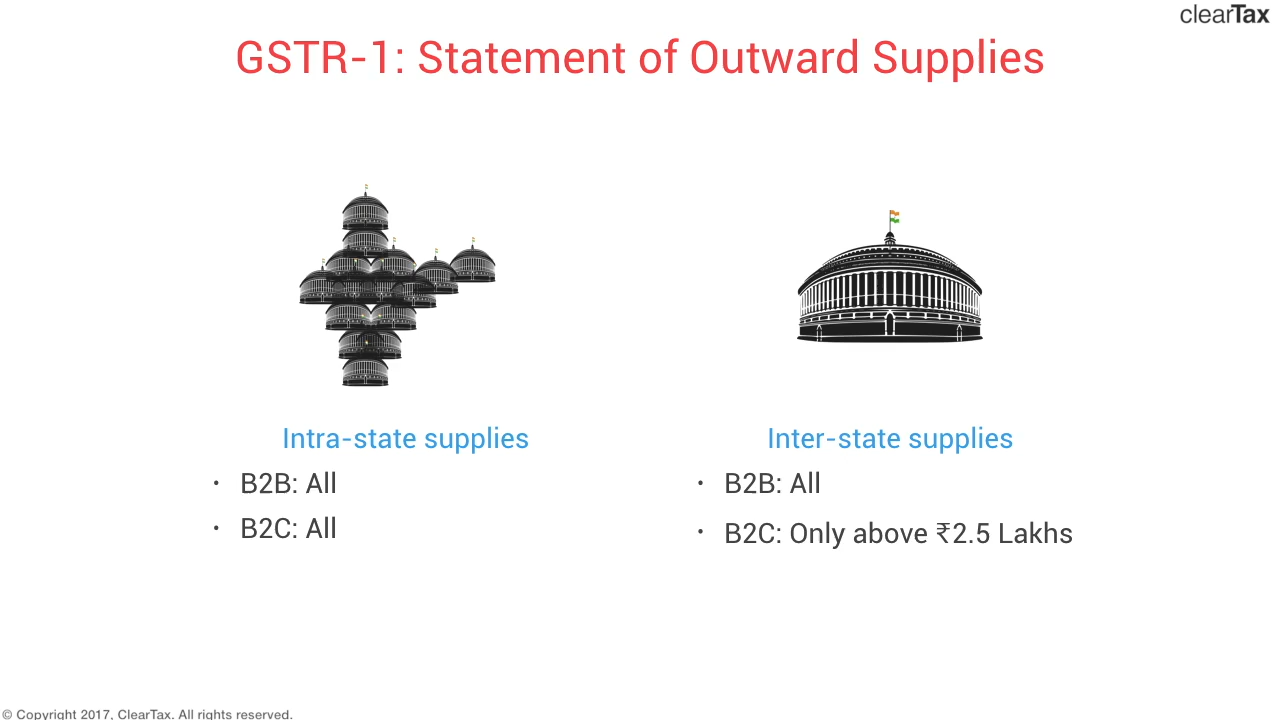 clearTax
GSTR-1: Statement of Outward Supplies
Intra-state supplies
• B2B: All
• B2C: All
Inter-state supplies
• B2B: All
• B2C: Only above ₹2.5 Lakhs
© Copyright 2017, ClearTax. All rights reserved.